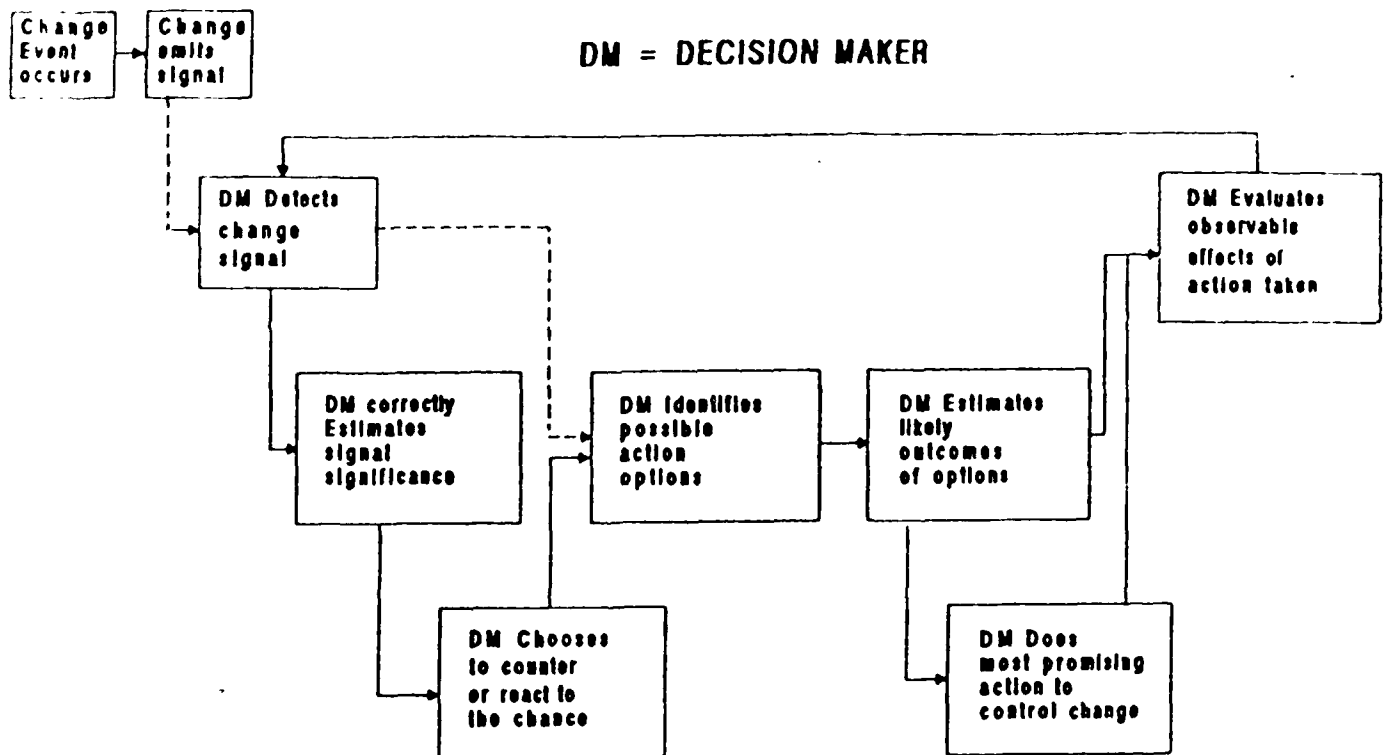 Change
Event
occurs
Change
emits
signal
DM = DECISION MAKER
DM Detects
change
signal
DM Evaluates
observable
effects of
action taken
DM correctly
Estimates
signal
significance
DM Identifies
possible
action
options
DM Estimates
likely
outcomes
of options
DM Chooses
to counter
or react to
the chance
DM Does
most promising
action to
control change